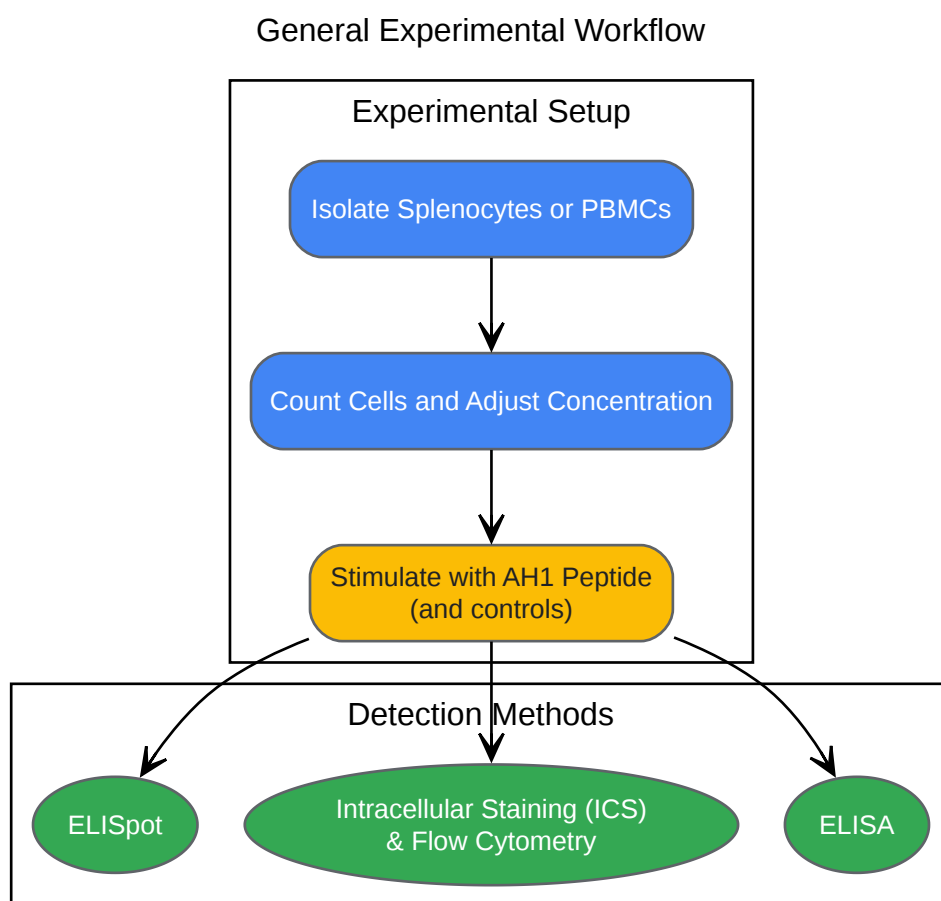 General Experimental Workflow
Experimental Setup
Isolate Splenocytes or PBMCs
Count Cells and Adjust Concentration
Stimulate with AH1 Peptide
(and controls)
Detection Methods
ELISpot
Intracellular Staining (ICS)
& Flow Cytometry
ELISA